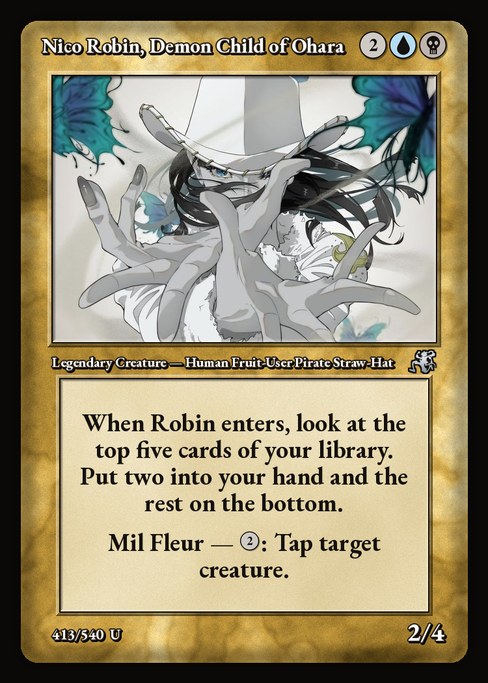 Nico Robin, Demon Child of Ohara 2
Legendary Creature — Human Fruit-User Pirate Straw-Hat
When Robin enters, look at the
top five cards of your library.
Put two into your hand and the
rest on the bottom.
Mil Fleur — 2: Tap target
creature.
413/540 U 2/4